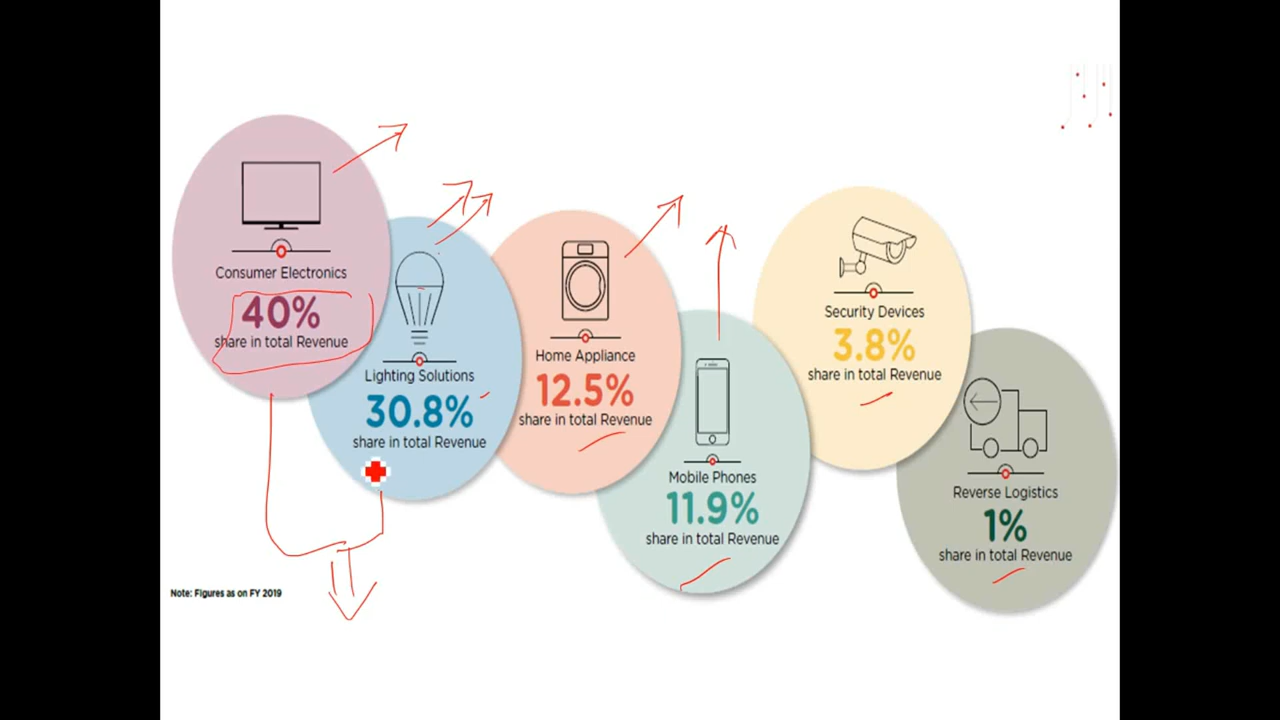 Consumer Electronics
40%
share in total Revenue
Lighting Solutions
30.8%
share in total Revenue
Home Appliance
12.5%
share in total Revenue
Mobile Phones
11.9%
share in total Revenue
Security Devices
3.8%
share in total Revenue
Reverse Logistics
1%
share in total Revenue
Note: Figures as on FY 2019